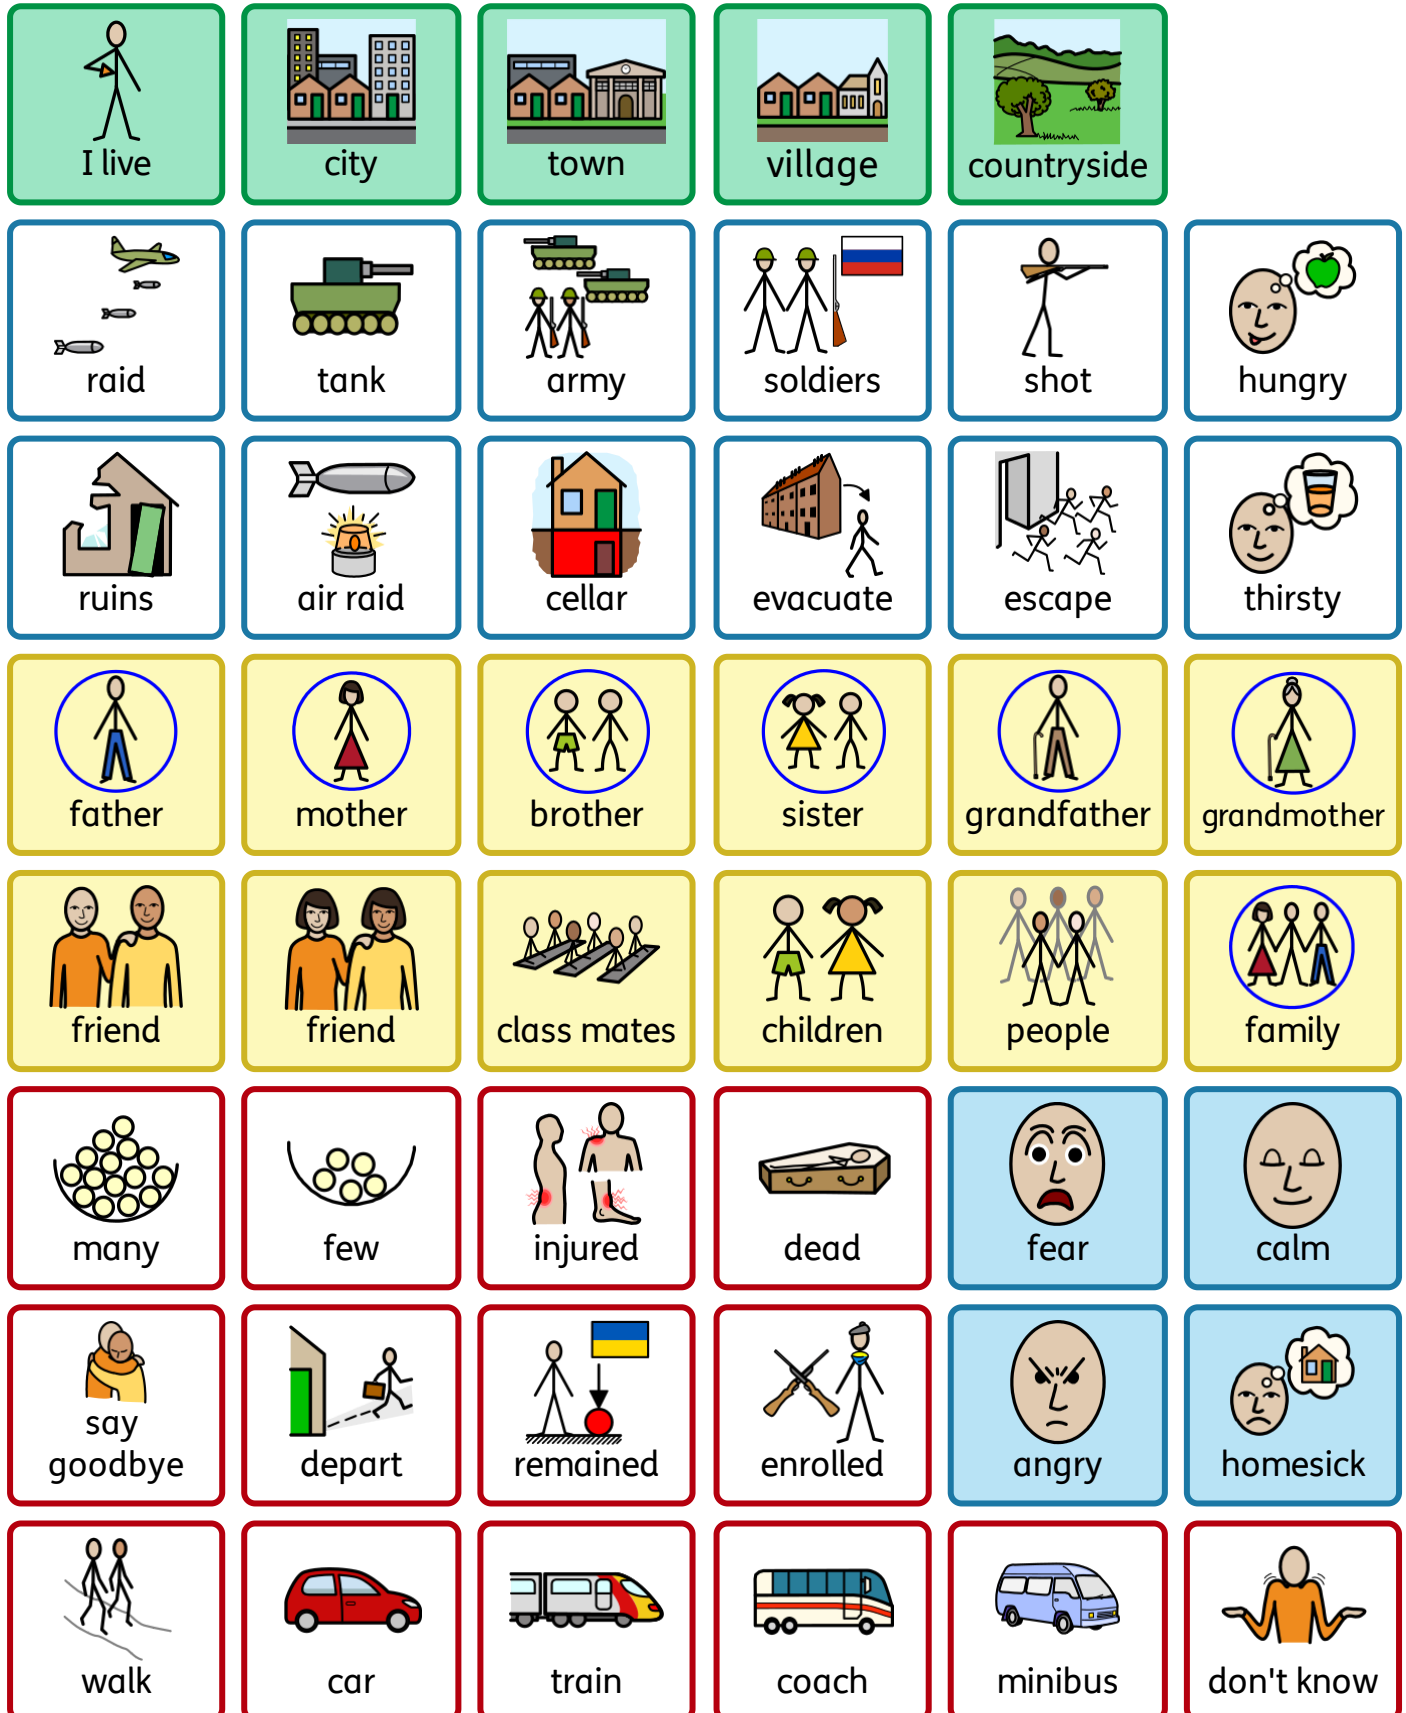 I live
city
town
village
countryside
raid
tank
army
soldiers
shot
hungry
ruins
air raid
cellar
evacuate
escape
thirsty
father
mother
brother
sister
grandfather
grandmother
friend
friend
class mates
children
people
family
many
few
injured
dead
fear
calm
say
goodbye
depart
remained
enrolled
angry
homesick
walk
car
train
coach
minibus
don't know